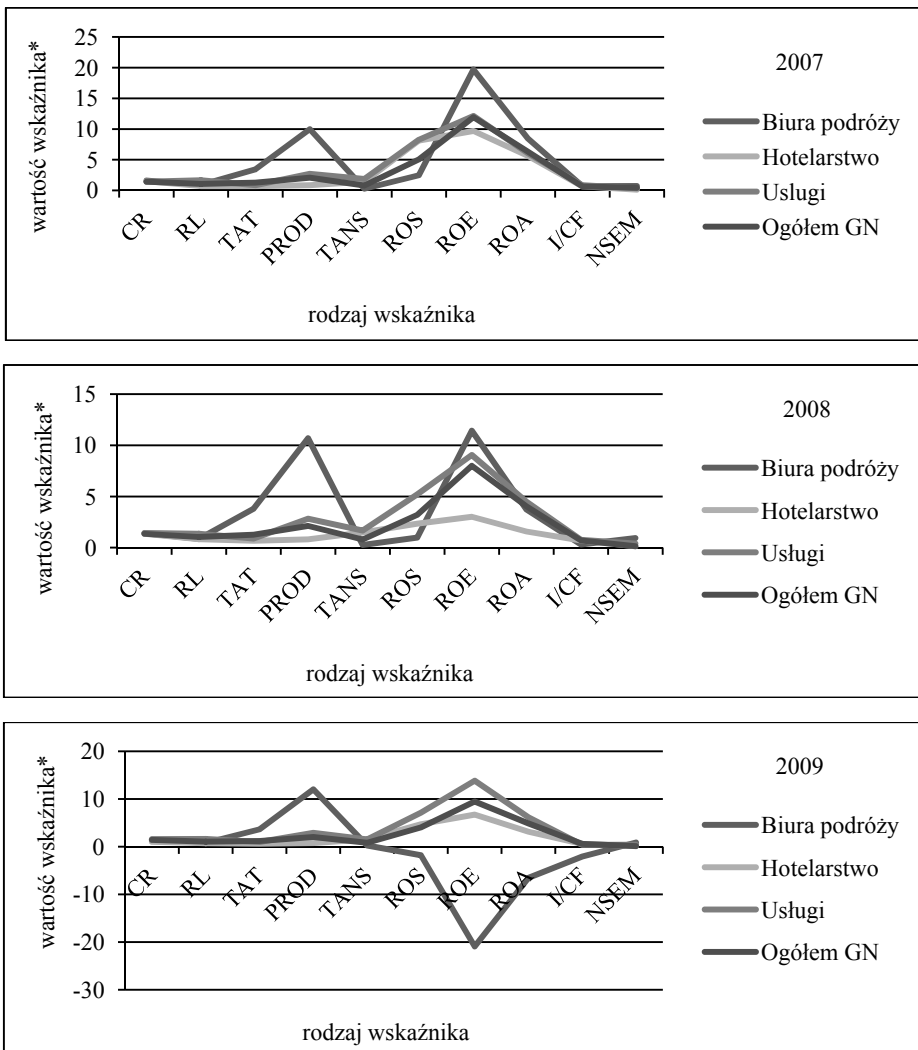 25
20
15
10
5
0
wartość wskaźnika*
CR
RL
TAT
PROD
TANS
ROS
ROE
ROA
I/CF
NSEM
rodzaj wskaźnika
2007
Biura podróży
Hotelarstwo
Uslugi
Ogółem GN
15
10
5
0
wartość wskaźnika*
CR
RL
TAT
PROD
TANS
ROS
ROE
ROA
I/CF
NSEM
rodzaj wskaźnika
2008
Biura podróży
Hotelarstwo
Usługi
Ogółem GN
20
10
0
-10
-20
-30
wartość wskaźnika*
CR
RL
TAT
PROD
TANS
ROS
ROE
ROA
I/CF
NSEM
rodzaj wskaźnika
2009
Biura podróży
Hotelarstwo
Usługi
Ogółem GN